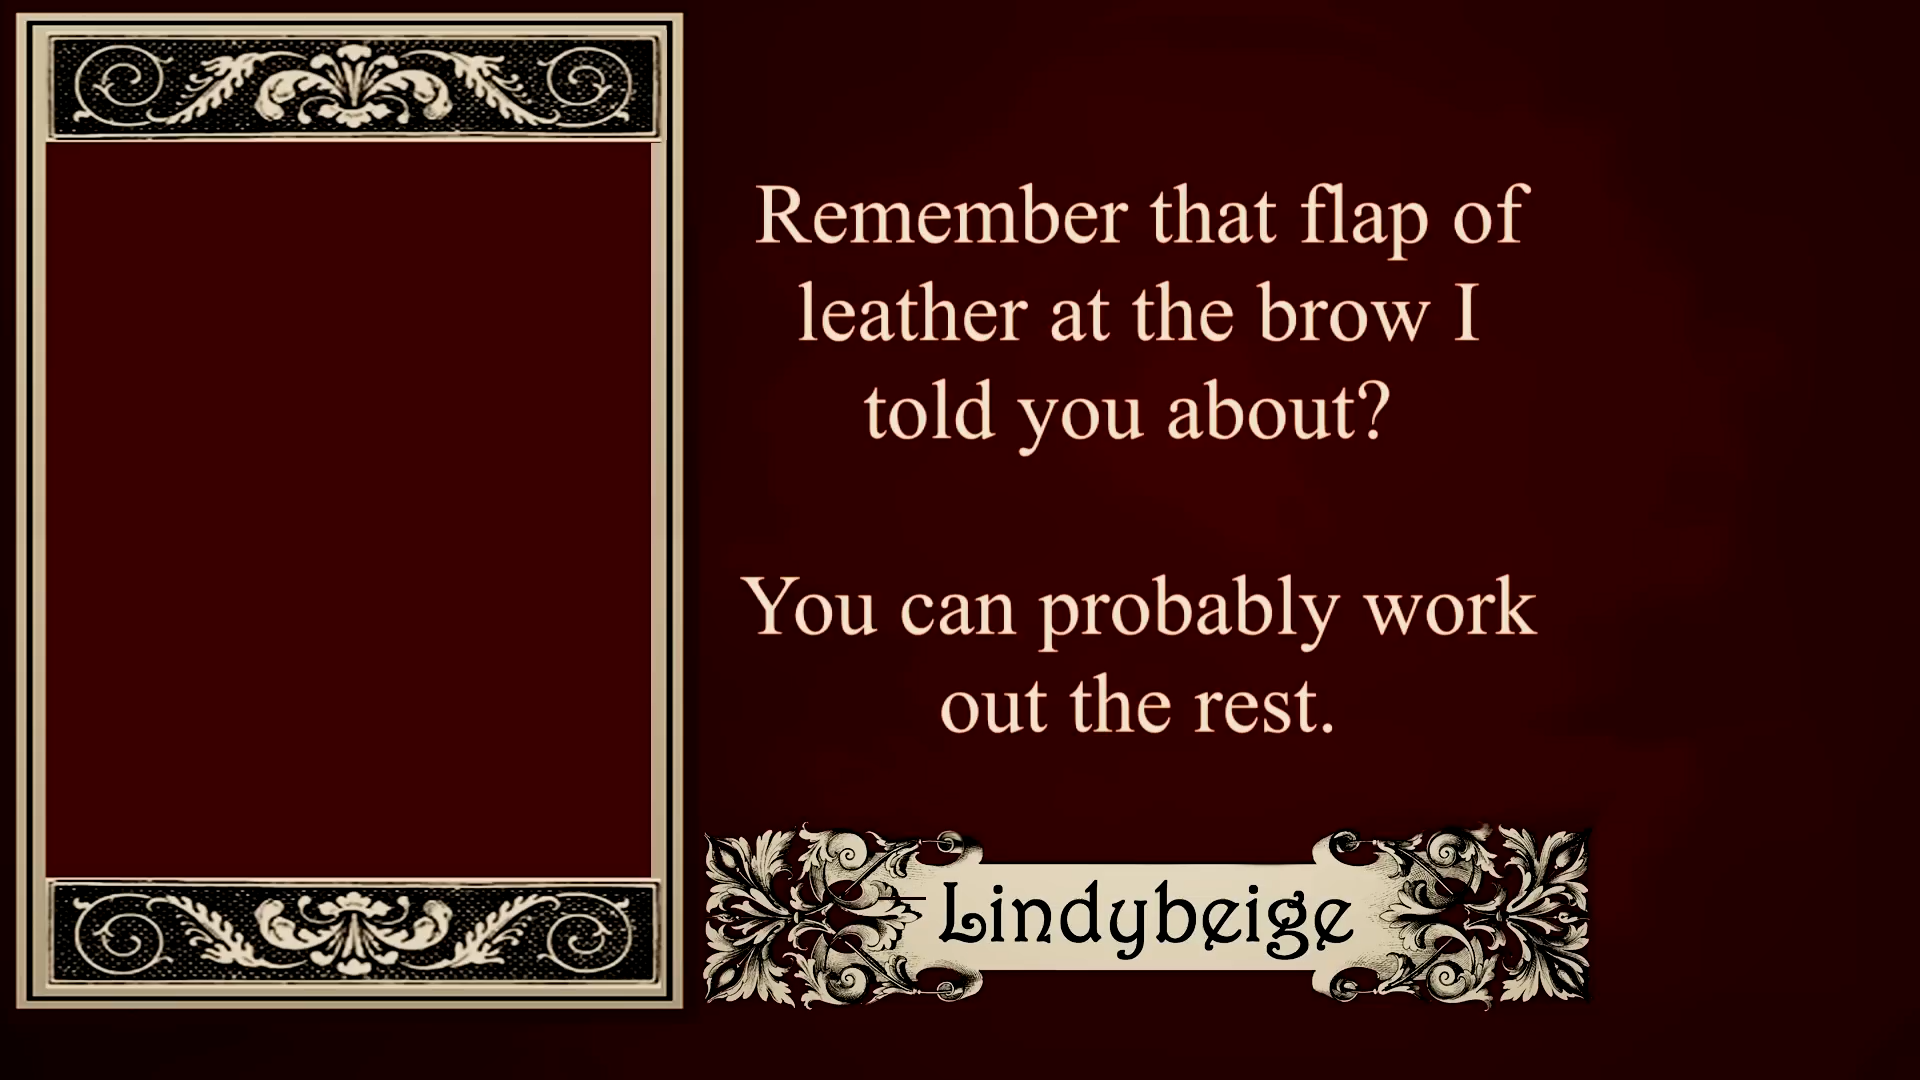 Remember that flap of
leather at the brow I
told you about?
You can probably work
out the rest.
Lindybeige